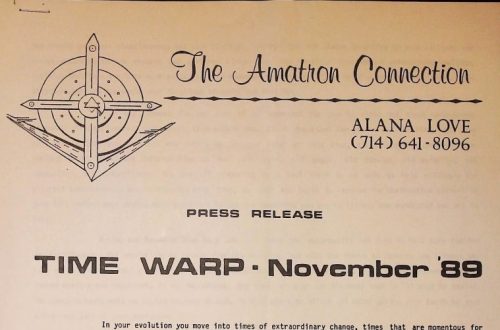 The Amatron Connection
ALANA LOVE
(714) 641-8096
PRESS RELEASE
TIME WARP · November '89
In your evolution you move into times of extraordinary change, times that are momentous for